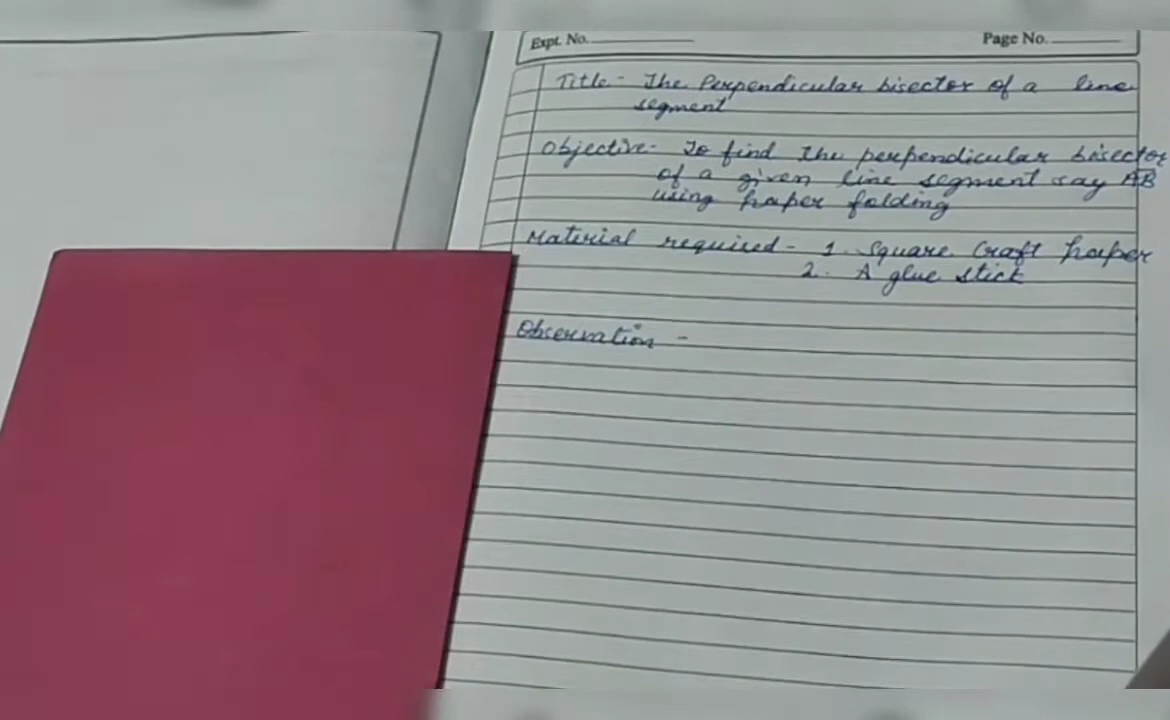 Expt. No.
Page No.
Title - The Perpendicular bisector of a line
segment
Objective - To find the perpendicular bisector
of a given line segment say AB
using paper folding
Material required - 1. Square Craft paper
2. A glue stick
Observation -